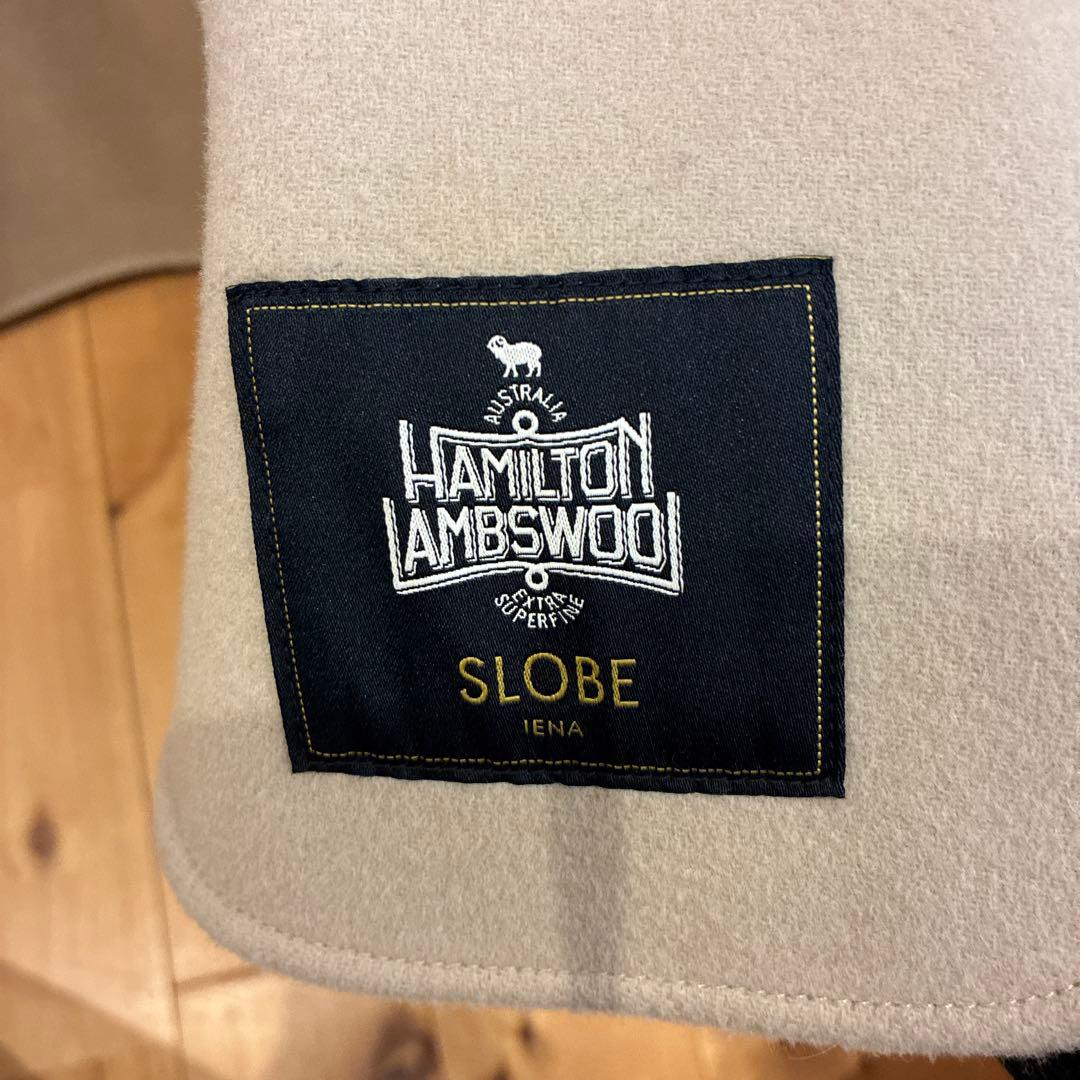 AUSTRALIA
HAMILTON
LAMBSWOOL
EXTRA
SUPERFINE
SLOBE
IENA